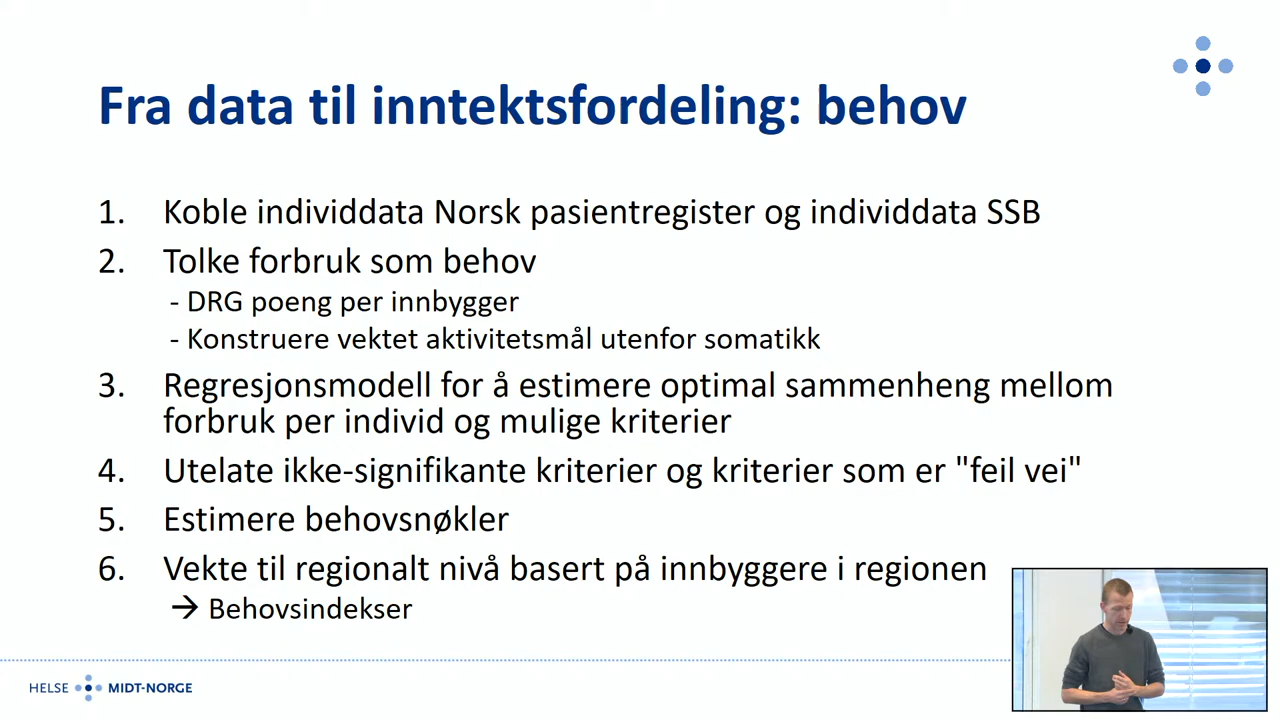 Fra data til inntektsfordeling: behov
1. Koble individdata Norsk pasientregister og individdata SSB
2. Tolke forbruk som behov
- DRG poeng per innbygger
- Konstruere vektet aktivitetsmål utenfor somatikk
3. Regresjonsmodell for å estimere optimal sammenheng mellom
forbruk per individ og mulige kriterier
4. Utelate ikke-signifikante kriterier og kriterier som er "feil vei"
5. Estimere behovsnøkler
6. Vekte til regionalt nivå basert på innbyggere i regionen
→ Behovsindekser
HELSE MIDT-NORGE